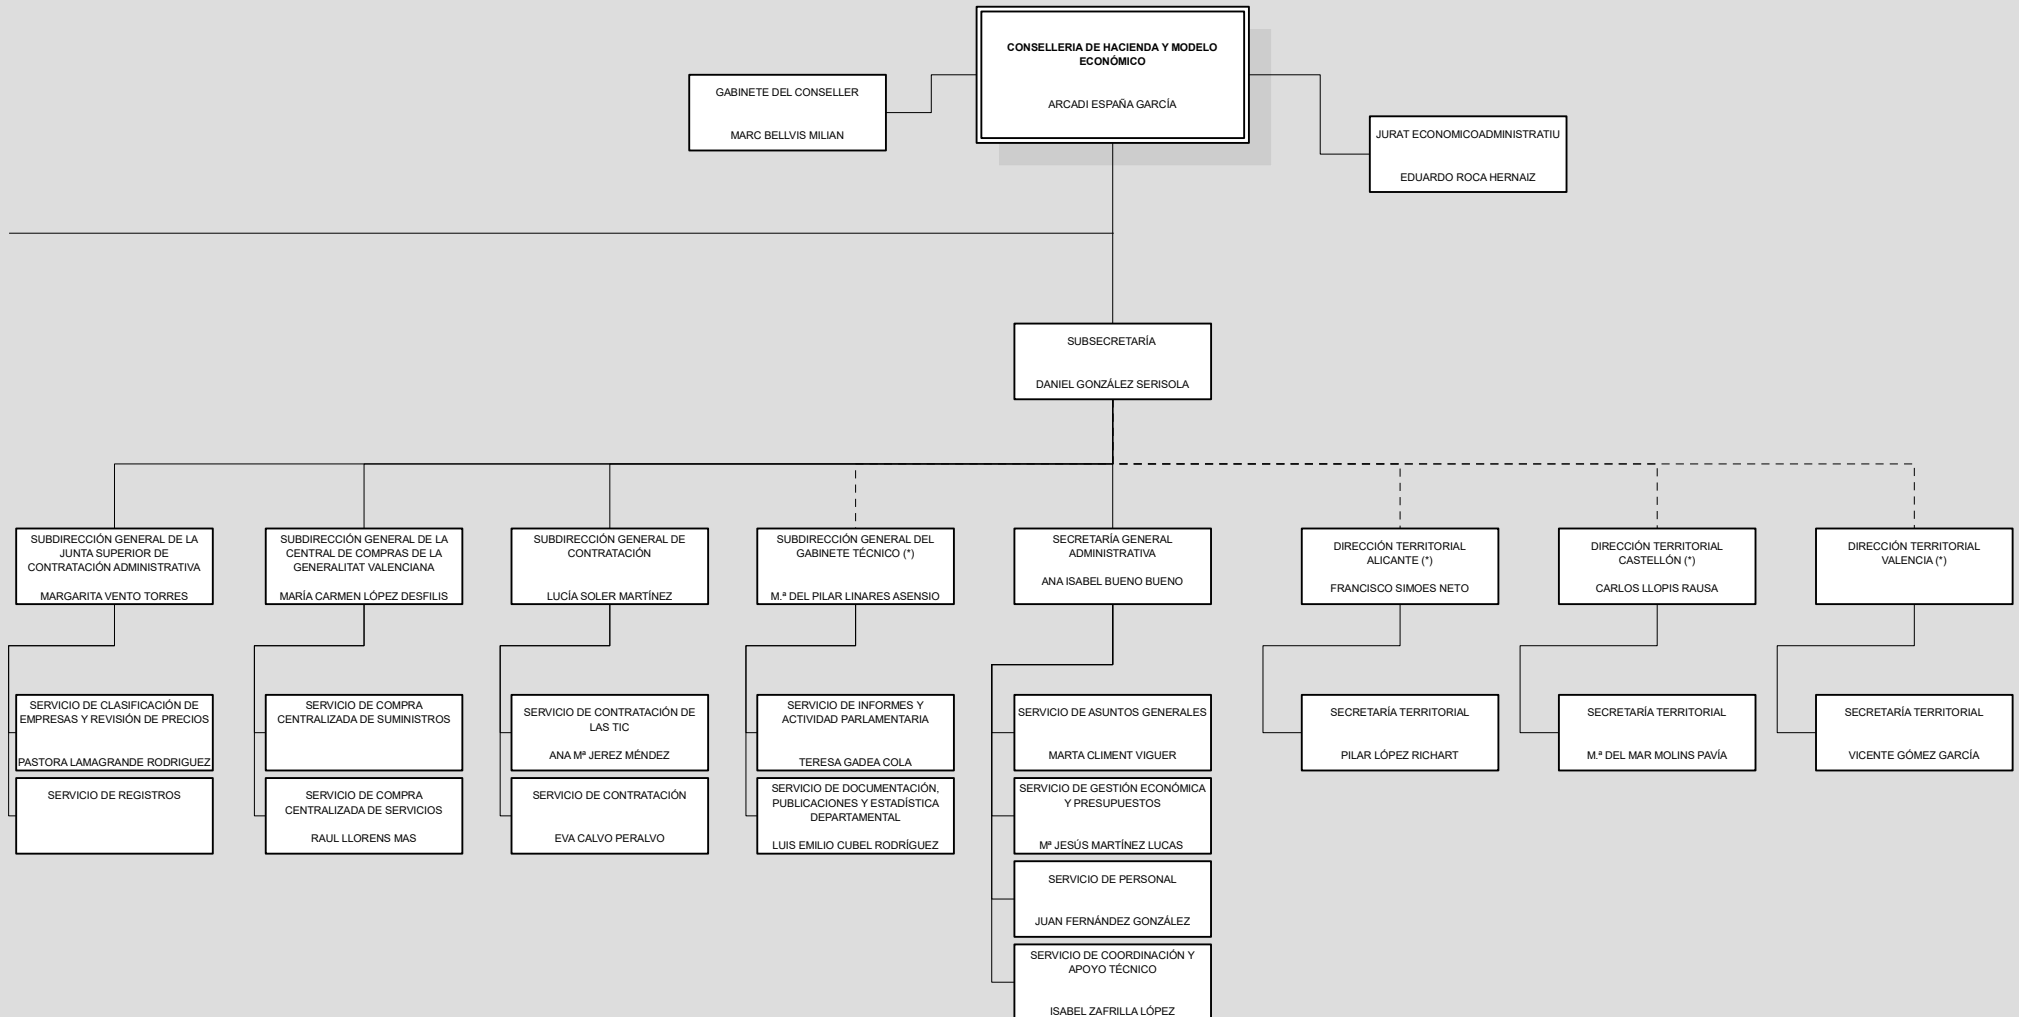 CONSELLERIA DE HACIENDA Y MODELO
ECONÓMICO
ARCADI ESPAÑA GARCÍA
GABINETE DEL CONSELLER
MARC BELLVIS MILIAN
JURAT ECONOMICOADMINISTRATIU
EDUARDO ROCA HERNAIZ
SUBSECRETARÍA
DANIEL GONZÁLEZ SERISOLA
SUBDIRECCIÓN GENERAL DE LA
JUNTA SUPERIOR DE
CONTRATACIÓN ADMINISTRATIVA
MARGARITA VENTO TORRES
SUBDIRECCIÓN GENERAL DE LA
CENTRAL DE COMPRAS DE LA
GENERALITAT VALENCIANA
MARÍA CARMEN LÓPEZ DESFILIS
SUBDIRECCIÓN GENERAL DE
CONTRATACIÓN
LUCÍA SOLER MARTÍNEZ
SUBDIRECCIÓN GENERAL DEL
GABINETE TÉCNICO (*)
M.ª DEL PILAR LINARES ASENSIO
SECRETARÍA GENERAL
ADMINISTRATIVA
ANA ISABEL BUENO BUENO
DIRECCIÓN TERRITORIAL
ALICANTE (*)
FRANCISCO SIMOES NETO
DIRECCIÓN TERRITORIAL
CASTELLÓN (*)
CARLOS LLOPIS RAUSA
DIRECCIÓN TERRITORIAL
VALENCIA (*)
SERVICIO DE CLASIFICACIÓN DE
EMPRESAS Y REVISIÓN DE PRECIOS
PASTORA LAMAGRANDE RODRIGUEZ
SERVICIO DE REGISTROS
SERVICIO DE COMPRA
CENTRALIZADA DE SUMINISTROS
SERVICIO DE COMPRA
CENTRALIZADA DE SERVICIOS
RAUL LLORENS MAS
SERVICIO DE CONTRATACIÓN DE
LAS TIC
ANA Mª JEREZ MÉNDEZ
SERVICIO DE CONTRATACIÓN
EVA CALVO PERALVO
SERVICIO DE INFORMES Y
ACTIVIDAD PARLAMENTARIA
TERESA GADEA COLA
SERVICIO DE DOCUMENTACIÓN,
PUBLICACIONES Y ESTADÍSTICA
DEPARTAMENTAL
LUIS EMILIO CUBEL RODRÍGUEZ
SERVICIO DE ASUNTOS GENERALES
MARTA CLIMENT VIGUER
SERVICIO DE GESTIÓN ECONÓMICA
Y PRESUPUESTOS
Mª JESÚS MARTÍNEZ LUCAS
SERVICIO DE PERSONAL
JUAN FERNÁNDEZ GONZÁLEZ
SERVICIO DE COORDINACIÓN Y
APOYO TÉCNICO
ISABEL ZAFRILLA LÓPEZ
SECRETARÍA TERRITORIAL
PILAR LÓPEZ RICHART
SECRETARÍA TERRITORIAL
M.ª DEL MAR MOLINS PAVÍA
SECRETARÍA TERRITORIAL
VICENTE GÓMEZ GARCÍA